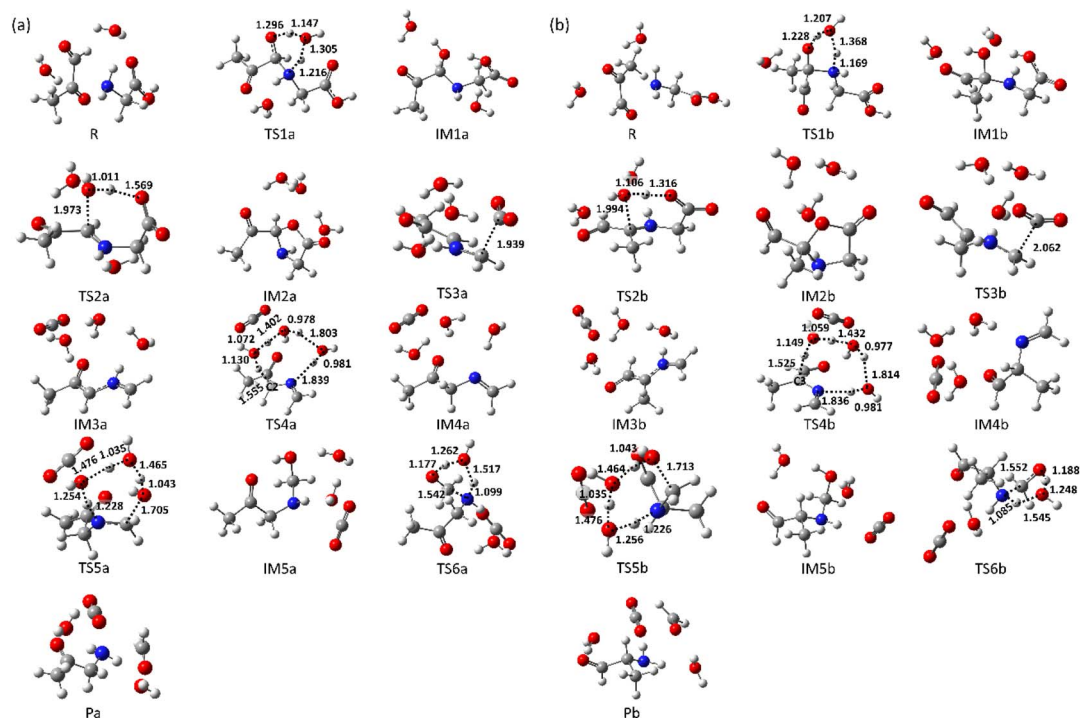 (a)
(b)
1.296 1.147
1.305
1.216
R
TS1a
IM1a
1.207
1.228
1.368
1.169
R
TS1b
IM1b
1.011
1.569
1.973
TS2a
IM2a
1.939
TS3a
1.106 1.316
1.994
TS2b
IM2b
2.062
TS3b
0.978
1.402
1.072
1.803
1.130
0.981
1.555 C2
1.839
IM3a
TS4a
IM4a
1.059 1.432
1.149
0.977
1.525
C3
1.814
1.836
0.981
IM3b
TS4b
IM4b
1.476 1.035
1.465
1.254
1.043
1.228
1.705
TS5a
IM5a
1.262
1.177
1.517
1.542
1.099
TS6a
1.043
1.464
1.713
1.035
1.476
1.226
1.256
TS5b
IM5b
1.552
1.188
1.248
1.085
1.545
TS6b
Pa
Pb